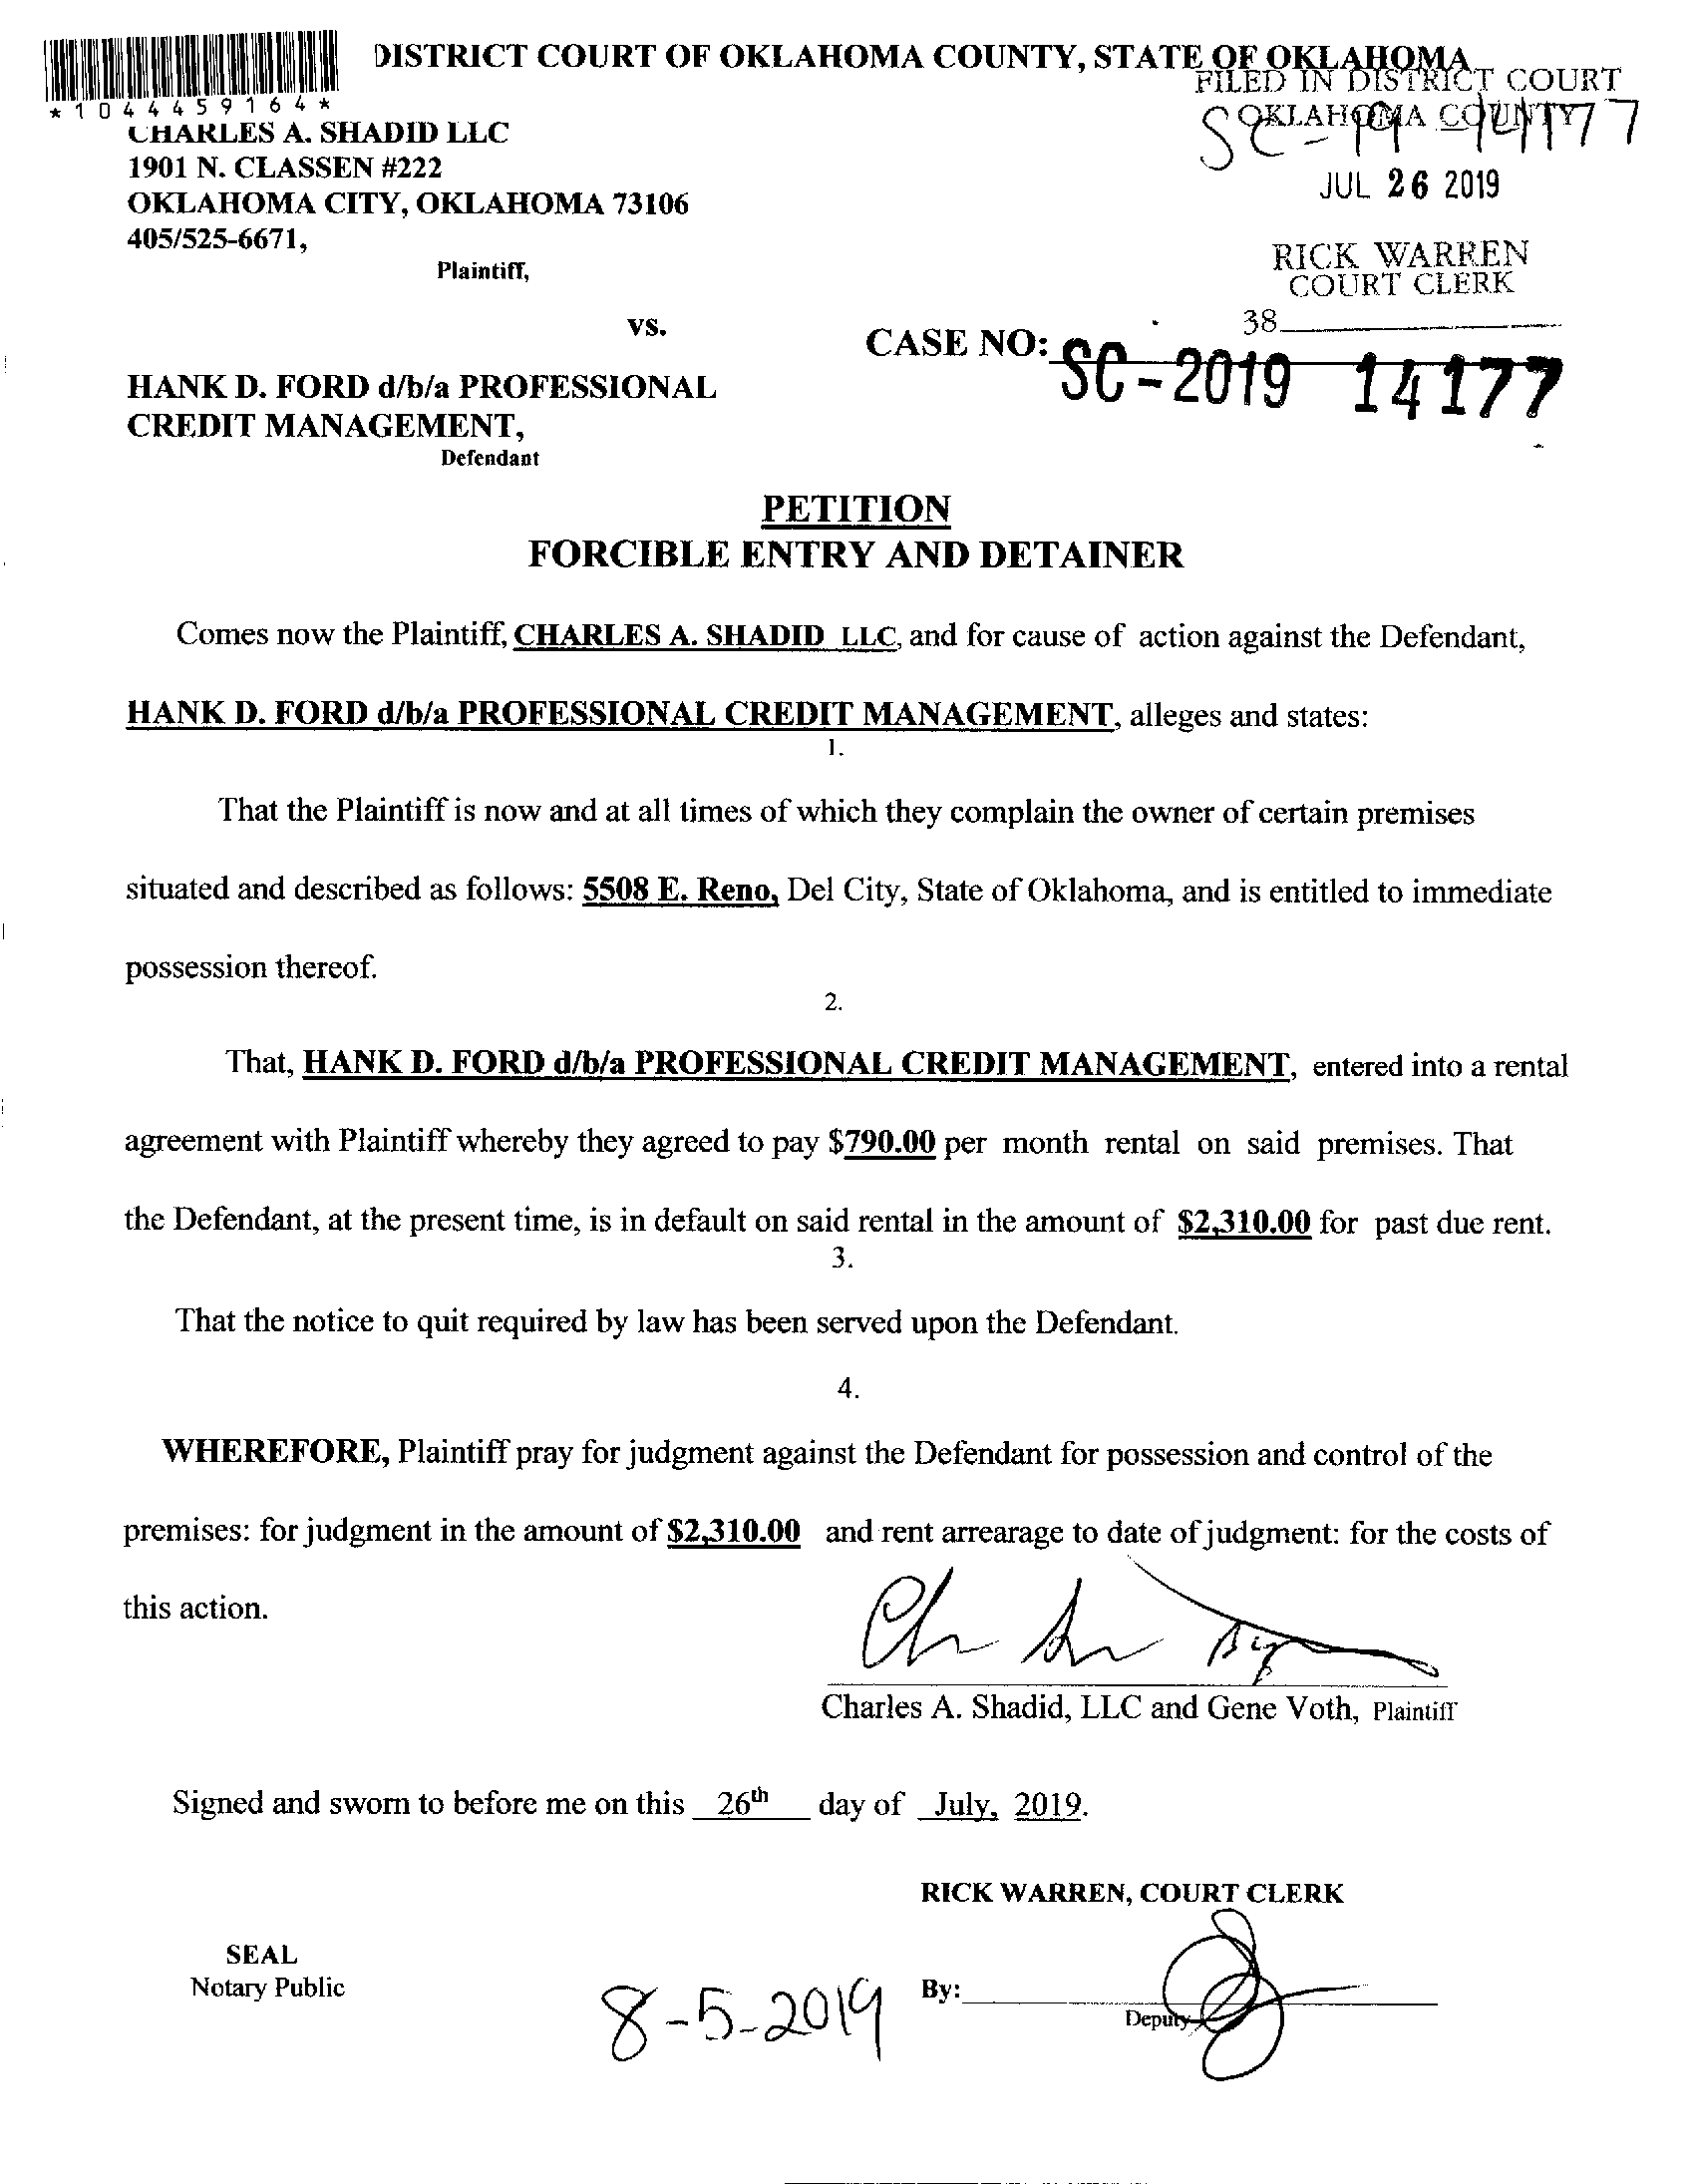 DISTRICT COURT OF OKLAHOMA COUNTY, STATE OF OKLAHOMA
FILED IN DISTRICT COURT
OKLAHOMA COUNTY
*1044459164*
SC-19-14177
CHARLES A. SHADID LLC
1901 N. CLASSEN #222
JUL 26 2019
OKLAHOMA CITY, OKLAHOMA 73106
405/525-6671,
RICK WARREN
COURT CLERK
Plaintiff,
38
vs.
CASE NO: SC-2019 14177
HANK D. FORD d/b/a PROFESSIONAL
CREDIT MANAGEMENT,
Defendant
PETITION
FORCIBLE ENTRY AND DETAINER
Comes now the Plaintiff, CHARLES A. SHADID LLC, and for cause of action against the Defendant,
HANK D. FORD d/b/a PROFESSIONAL CREDIT MANAGEMENT, alleges and states:
1.
That the Plaintiff is now and at all times of which they complain the owner of certain premises
situated and described as follows: 5508 E. Reno, Del City, State of Oklahoma, and is entitled to immediate
possession thereof.
2.
That, HANK D. FORD d/b/a PROFESSIONAL CREDIT MANAGEMENT, entered into a rental
agreement with Plaintiff whereby they agreed to pay $790.00 per month rental on said premises. That
the Defendant, at the present time, is in default on said rental in the amount of $2,310.00 for past due rent.
3.
That the notice to quit required by law has been served upon the Defendant.
4.
WHEREFORE, Plaintiff pray for judgment against the Defendant for possession and control of the
premises: for judgment in the amount of $2,310.00 and rent arrearage to date of judgment: for the costs of
this action.
Charles A. Shadid, LLC and Gene Voth, Plaintiff
Signed and sworn to before me on this 26th day of July, 2019.
RICK WARREN, COURT CLERK
SEAL
Notary Public
8-5-2019
By:
Deputy